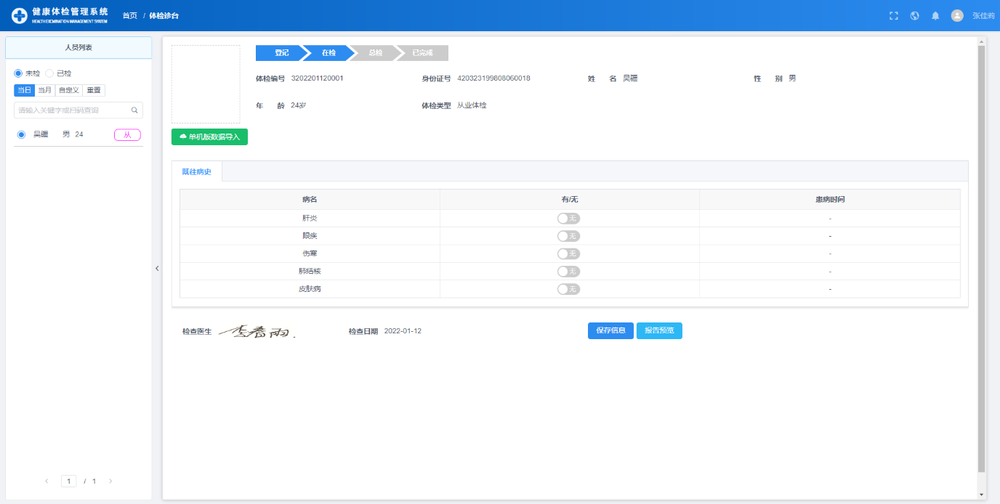 健康体检管理系统
HEALTH EXCMINATION MANAGEMENT SYATEM
首页 / 体检诊台
张佳莉
人员列表
未检 已检
当日 当月 自定义 重置
请输入关键字或扫码查询
吴疆 男 24 从
1 / 1
登记 在检 总检 已完成
体检编号 3202201120001 身份证号 420323199808060018 姓 名 吴疆 性 别 男
年 龄 24岁 体检类型 从业体检
单机版数据导入
既往病史
病名 有/无 患病时间
肝炎 无 -
眼疾 无 -
伤寒 无 -
肺结核 无 -
皮肤病 无 -
检查医生 李春雨. 检查日期 2022-01-12 保存信息 报告预览